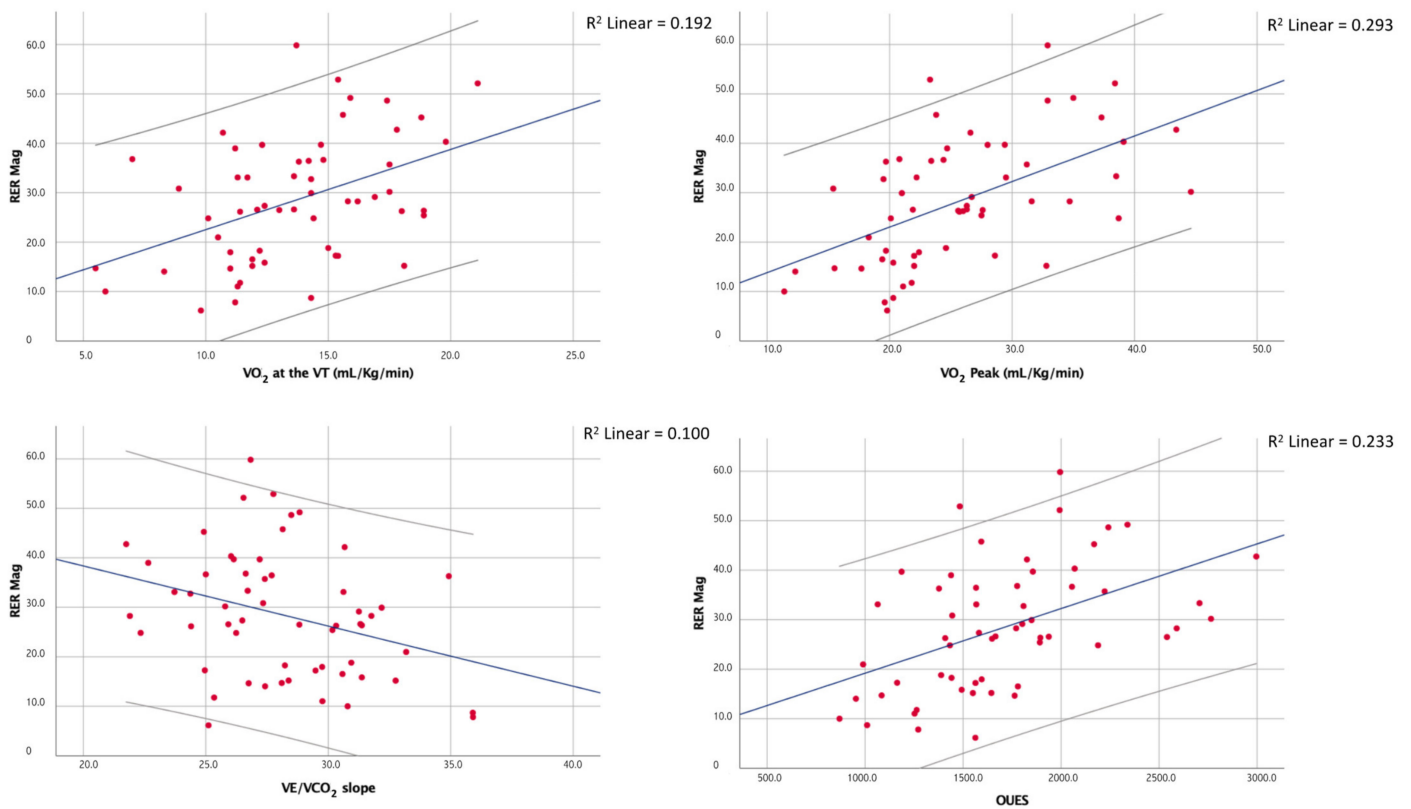 R² Linear = 0.192
60.0
50.0
40.0
30.0
20.0
10.0
0
RER Mag
5.0 10.0 15.0 20.0 25.0
VO₂ at the VT (mL/Kg/min)
R² Linear = 0.293
60.0
50.0
40.0
30.0
20.0
10.0
0
RER Mag
10.0 20.0 30.0 40.0 50.0
VO₂ Peak (mL/Kg/min)
R² Linear = 0.100
60.0
50.0
40.0
30.0
20.0
10.0
0
RER Mag
20.0 25.0 30.0 35.0 40.0
VE/VCO₂ slope
R² Linear = 0.233
60.0
50.0
40.0
30.0
20.0
10.0
0
RER Mag
500.0 1000.0 1500.0 2000.0 2500.0 3000.0
OUES